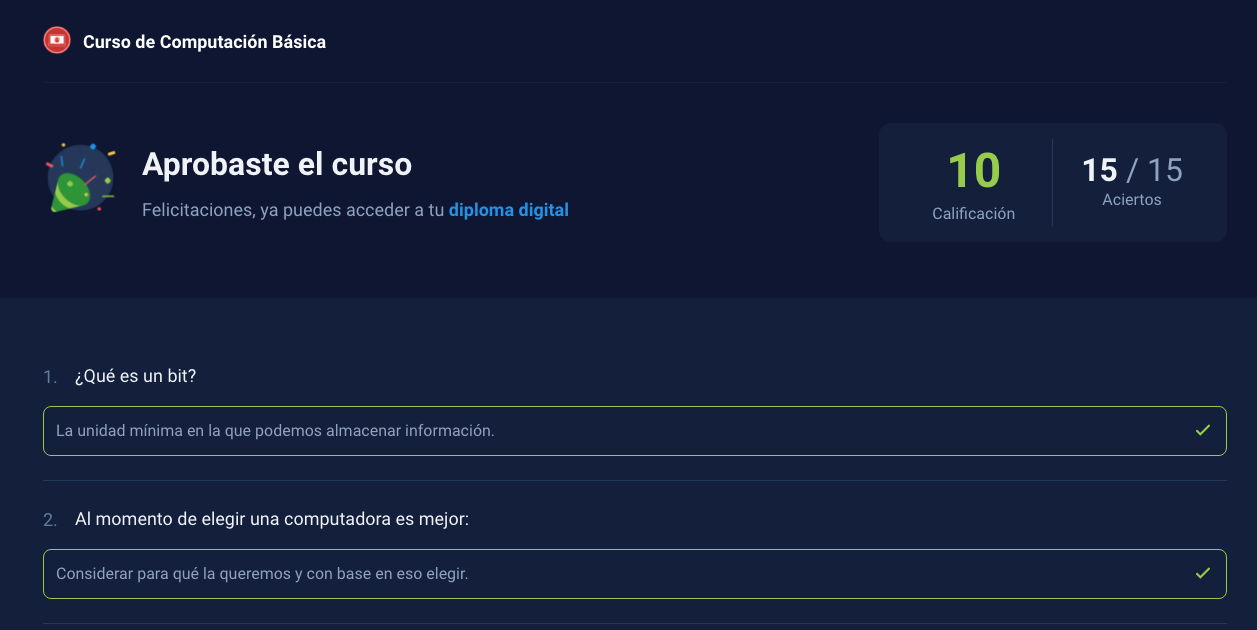 Curso de Computación Básica
Aprobaste el curso
Felicitaciones, ya puedes acceder a tu diploma digital
10
Calificación
15 / 15
Aciertos
1. ¿Qué es un bit?
La unidad mínima en la que podemos almacenar información.
2. Al momento de elegir una computadora es mejor:
Considerar para qué la queremos y con base en eso elegir.